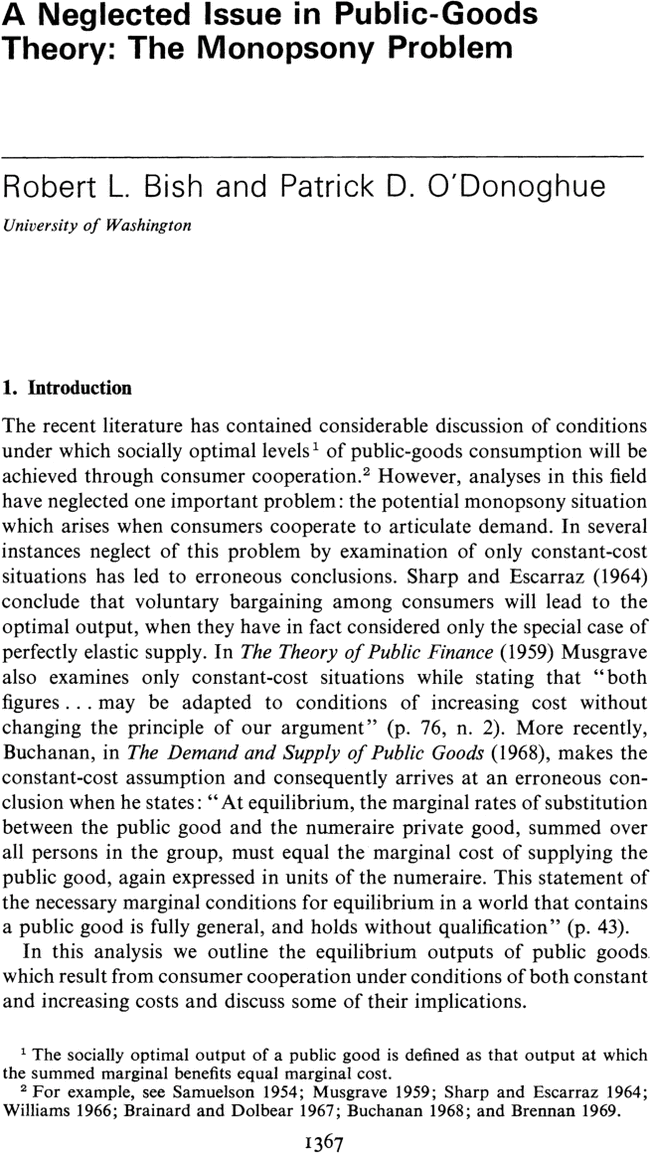 A Neglected Issue in Public-Goods
Theory: The Monopsony Problem
Robert L. Bish and Patrick D. O'Donoghue
University of Washington
1. Introduction
The recent literature has contained considerable discussion of conditions
under which socially optimal levels¹ of public-goods consumption will be
achieved through consumer cooperation.² However, analyses in this field
have neglected one important problem: the potential monopsony situation
which arises when consumers cooperate to articulate demand. In several
instances neglect of this problem by examination of only constant-cost
situations has led to erroneous conclusions. Sharp and Escarraz (1964)
conclude that voluntary bargaining among consumers will lead to the
optimal output, when they have in fact considered only the special case of
perfectly elastic supply. In The Theory of Public Finance (1959) Musgrave
also examines only constant-cost situations while stating that "both
figures . . . may be adapted to conditions of increasing cost without
changing the principle of our argument" (p. 76, n. 2). More recently,
Buchanan, in The Demand and Supply of Public Goods (1968), makes the
constant-cost assumption and consequently arrives at an erroneous con-
clusion when he states: "At equilibrium, the marginal rates of substitution
between the public good and the numeraire private good, summed over
all persons in the group, must equal the marginal cost of supplying the
public good, again expressed in units of the numeraire. This statement of
the necessary marginal conditions for equilibrium in a world that contains
a public good is fully general, and holds without qualification" (p. 43).
In this analysis we outline the equilibrium outputs of public goods
which result from consumer cooperation under conditions of both constant
and increasing costs and discuss some of their implications.
¹ The socially optimal output of a public good is defined as that output at which
the summed marginal benefits equal marginal cost.
² For example, see Samuelson 1954; Musgrave 1959; Sharp and Escarraz 1964;
Williams 1966; Brainard and Dolbear 1967; Buchanan 1968; and Brennan 1969.
1367